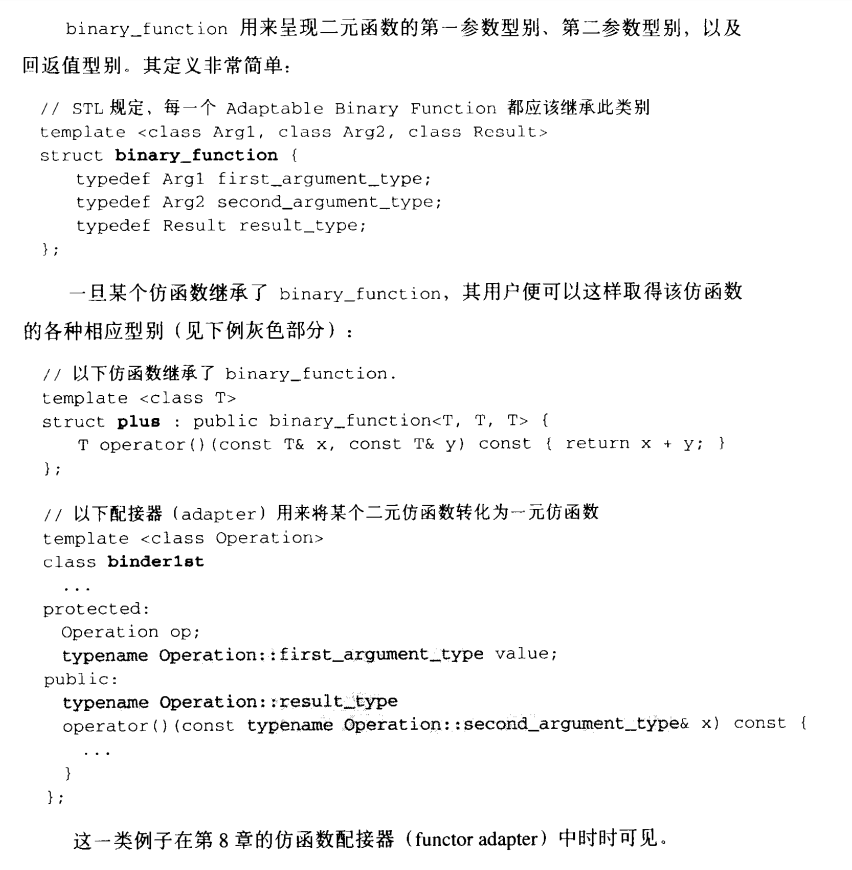 binary_function 用来呈现二元函数的第一参数型别、第二参数型别，以及
回返值型别。其定义非常简单：
// STL 规定，每一个 Adaptable Binary Function 都应该继承此类别
template <class Arg1, class Arg2, class Result>
struct binary_function {
typedef Arg1 first_argument_type;
typedef Arg2 second_argument_type;
typedef Result result_type;
};
一旦某个仿函数继承了 binary_function，其用户便可以这样取得该仿函数
的各种相应型别（见下例灰色部分）：
// 以下仿函数继承了 binary_function.
template <class T>
struct plus : public binary_function<T, T, T> {
T operator()(const T& x, const T& y) const { return x + y; }
};
// 以下配接器（adapter）用来将某个二元仿函数转化为一元仿函数
template <class Operation>
class binder1st
...
protected:
Operation op;
typename Operation::first_argument_type value;
public:
typename Operation::result_type
operator()(const typename Operation::second_argument_type& x) const {
...
}
};
这一类例子在第 8 章的仿函数配接器（functor adapter）中时时可见。